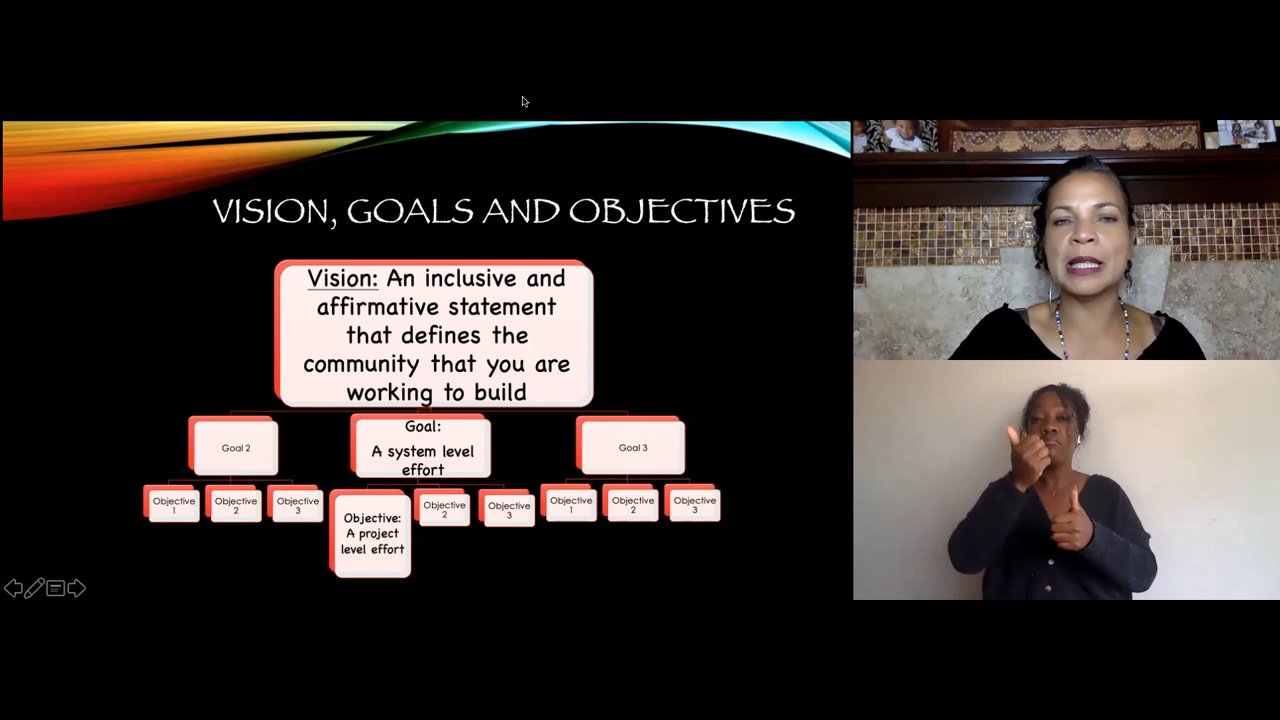 VISION, GOALS AND OBJECTIVES
Vision: An inclusive and
affirmative statement
that defines the
community that you are
working to build
Goal 2
Goal:
A system level
effort
Goal 3
Objective
1
Objective
2
Objective
3
Objective:
A project
level effort
Objective
2
Objective
3
Objective
1
Objective
2
Objective
3